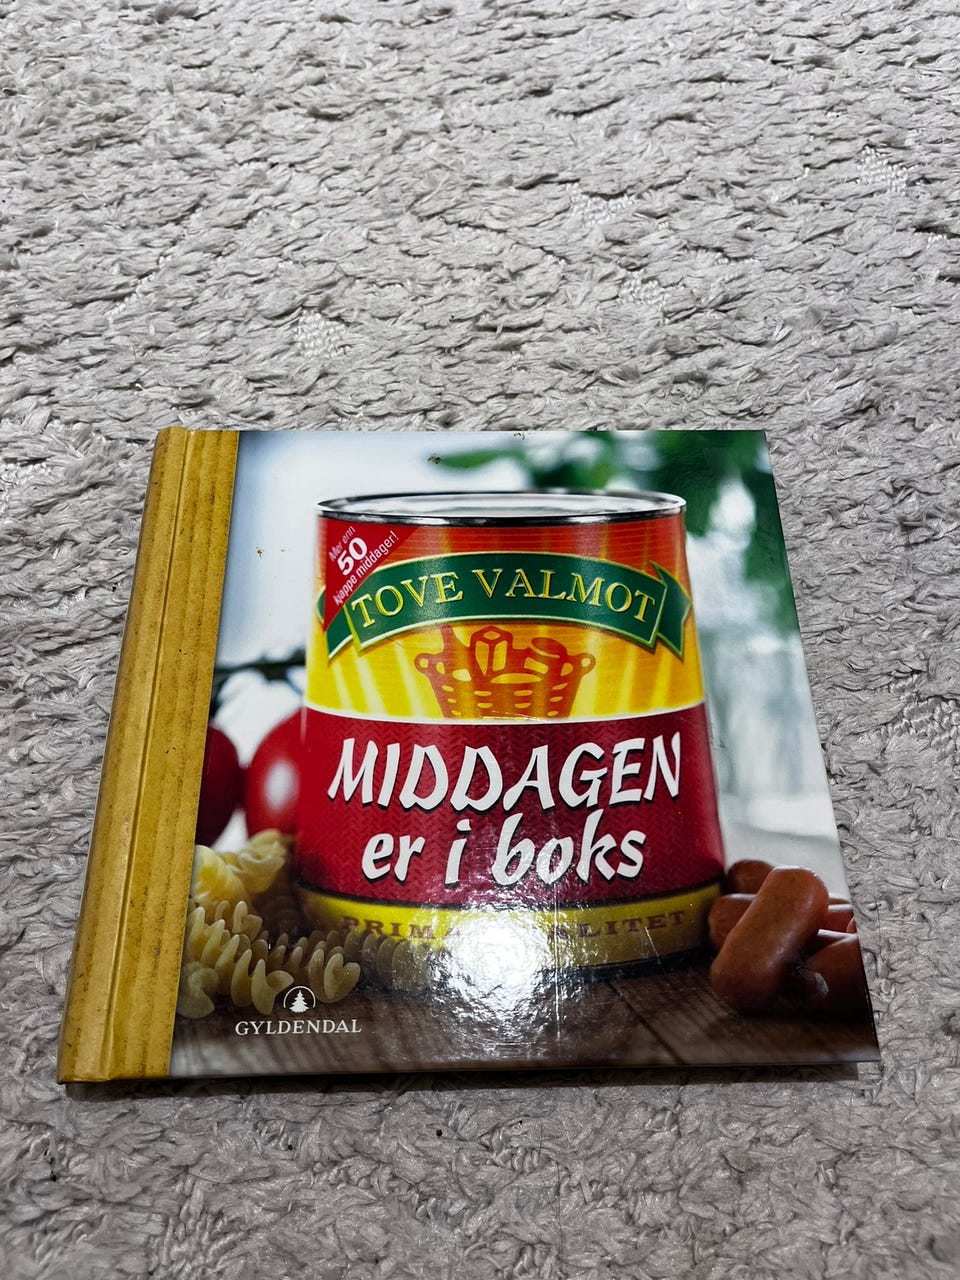 Mer enn
50
kjappe middager!
TOVE VALMOT
MIDDAGEN
er i boks
GYLDENDAL